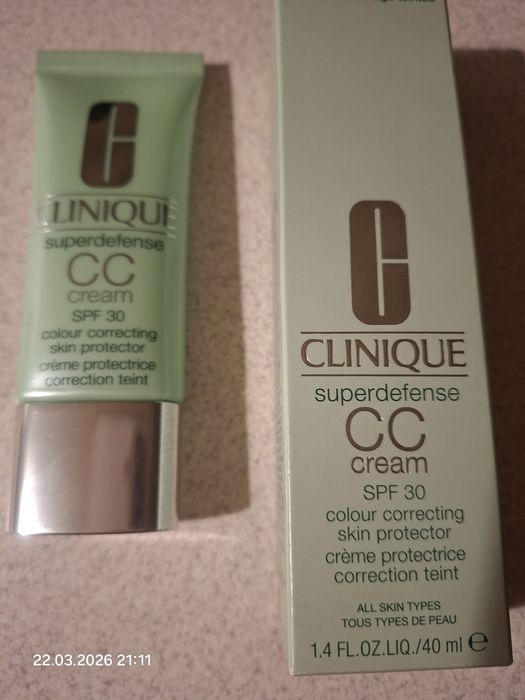 CLINIQUE
superdefense
CC
cream
SPF 30
colour correcting
skin protector
crème protectrice
correction teint
CLINIQUE
superdefense
CC
cream
SPF 30
colour correcting
skin protector
crème protectrice
correction teint
ALL SKIN TYPES
TOUS TYPES DE PEAU
1.4 FL.OZ.LIQ./40 ml ℮
22.03.2026 21:11